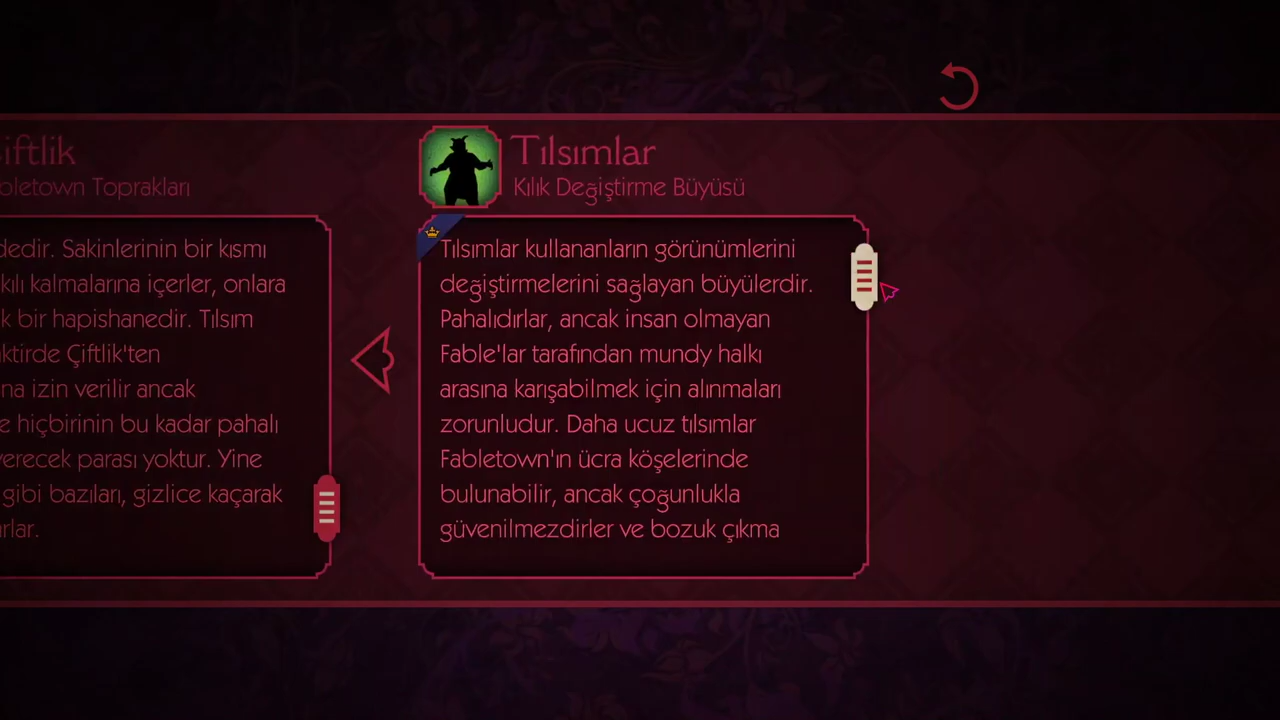 iftlik
bletown Toprakları
dedir. Sakinlerinin bir kısmı
kılı kalmalarına içerler, onlara
k bir hapishanedir. Tılsım
ktirde Çiftlik'ten
na izin verilir ancak
e hiçbirinin bu kadar pahalı
verecek parası yoktur. Yine
gibi bazıları, gizlice kaçarak
rlar.
Tılsımlar
Kılık Değiştirme Büyüsü
Tılsımlar kullananların görünümlerini
değiştirmelerini sağlayan büyülerdir.
Pahalıdırlar, ancak insan olmayan
Fable'lar tarafından mundy halkı
arasına karışabilmek için alınmaları
zorunludur. Daha ucuz tılsımlar
Fabletown'ın ücra köşelerinde
bulunabilir, ancak çoğunlukla
güvenilmezdirler ve bozuk çıkma